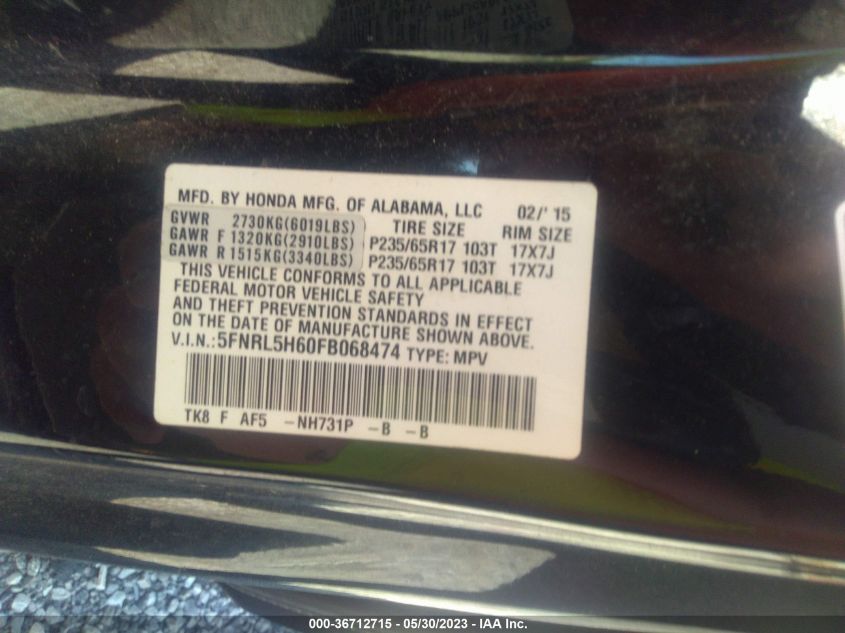 MFD. BY HONDA MFG. OF ALABAMA, LLC 02/' 15
GVWR 2730KG(6019LBS) TIRE SIZE RIM SIZE
GAWR F 1320KG(2910LBS) P235/65R17 103T 17X7J
GAWR R 1515KG(3340LBS) P235/65R17 103T 17X7J
THIS VEHICLE CONFORMS TO ALL APPLICABLE
FEDERAL MOTOR VEHICLE SAFETY
AND THEFT PREVENTION STANDARDS IN EFFECT
ON THE DATE OF MANUFACTURE SHOWN ABOVE.
V.I.N.:5FNRL5H60FB068474 TYPE: MPV
TK8 F AF5 -NH731P -B -B
000-36712715 - 05/30/2023 - IAA Inc.